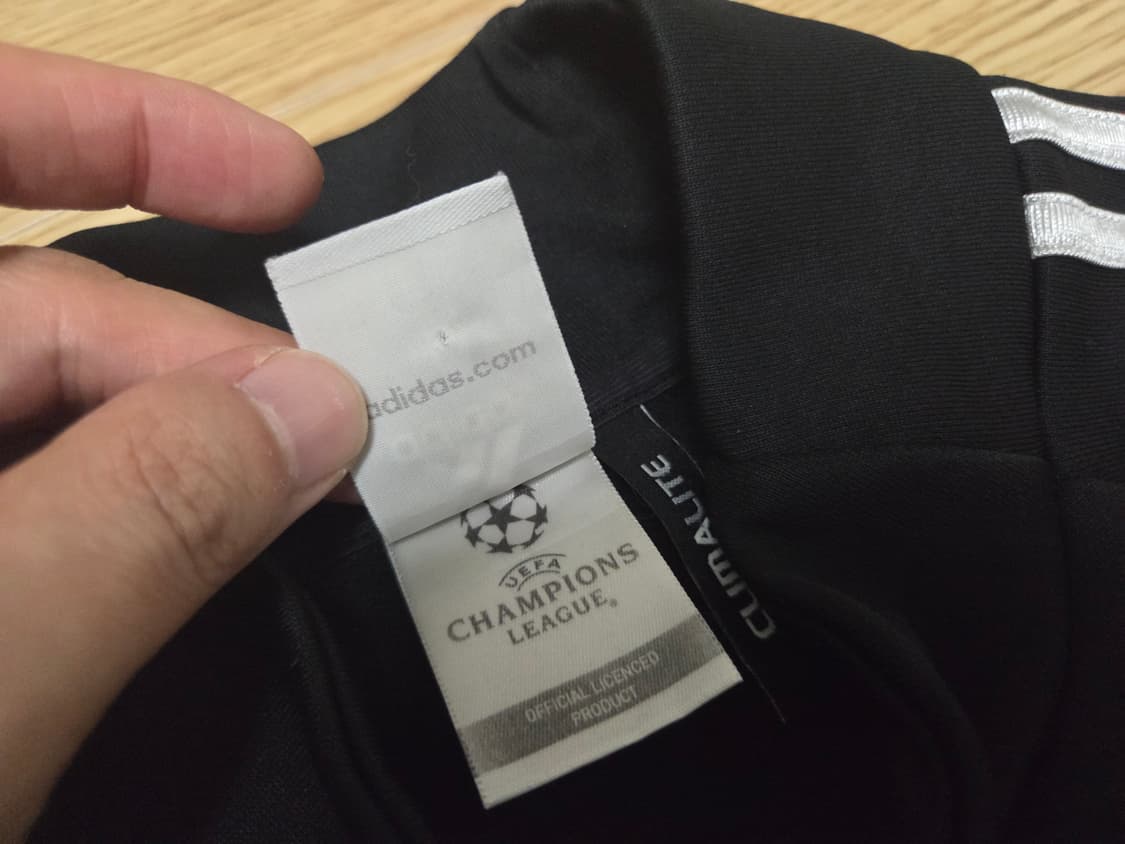 adidas.com
UEFA
CHAMPIONS
LEAGUE®
OFFICIAL LICENCED
PRODUCT
CLIMALITE